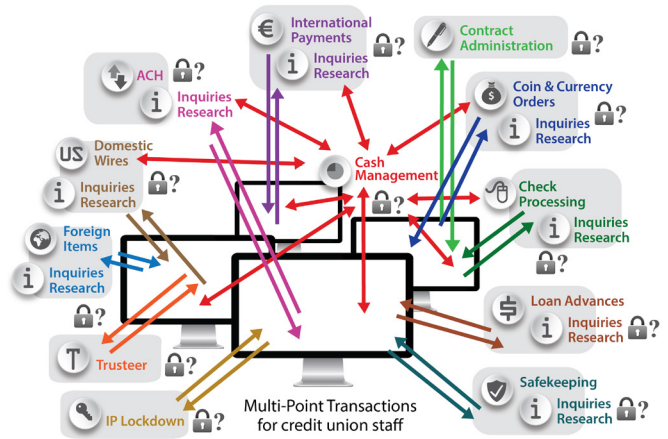 €
International
Payments
i
Inquiries
Research
?
Contract
Administration
?
ACH
?
i
Inquiries
Research
$
Coin & Currency
Orders
?
i
Inquiries
Research
US
Domestic
Wires
i
Inquiries
Research
?
Cash
Management
?
Check
Processing
i
Inquiries
Research
?
Foreign
Items
i
Inquiries
Research
?
$
Loan Advances
i
Inquiries
Research
?
T
Trusteer
?
IP Lockdown
?
Safekeeping
i
Inquiries
Research
?
Multi-Point Transactions
for credit union staff